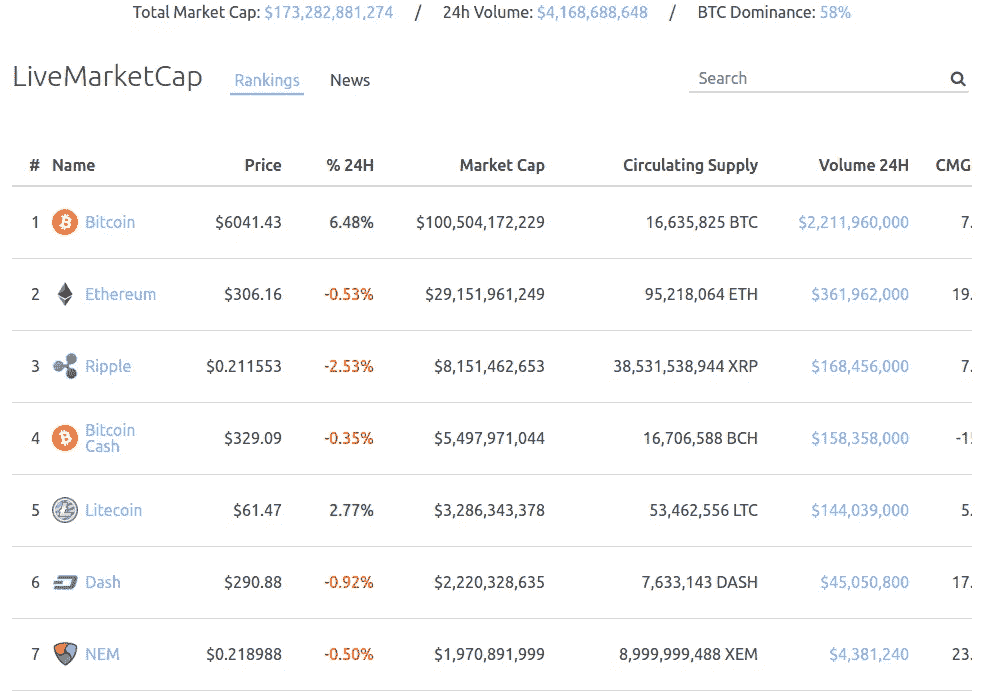 Total Market Cap: $173,282,881,274 / 24h Volume: $4,168,688,648 / BTC Dominance: 58%
LiveMarketCap Rankings News Search
# Name Price % 24H Market Cap Circulating Supply Volume 24H CMG
1 Bitcoin $6041.43 6.48% $100,504,172,229 16,635,825 BTC $2,211,960,000 7.
2 Ethereum $306.16 -0.53% $29,151,961,249 95,218,064 ETH $361,962,000 19.
3 Ripple $0.211553 -2.53% $8,151,462,653 38,531,538,944 XRP $168,456,000 7.
4 Bitcoin Cash $329.09 -0.35% $5,497,971,044 16,706,588 BCH $158,358,000 -1
5 Litecoin $61.47 2.77% $3,286,343,378 53,462,556 LTC $144,039,000 5.
6 Dash $290.88 -0.92% $2,220,328,635 7,633,143 DASH $45,050,800 17.
7 NEM $0.218988 -0.50% $1,970,891,999 8,999,999,488 XEM $4,381,240 23.